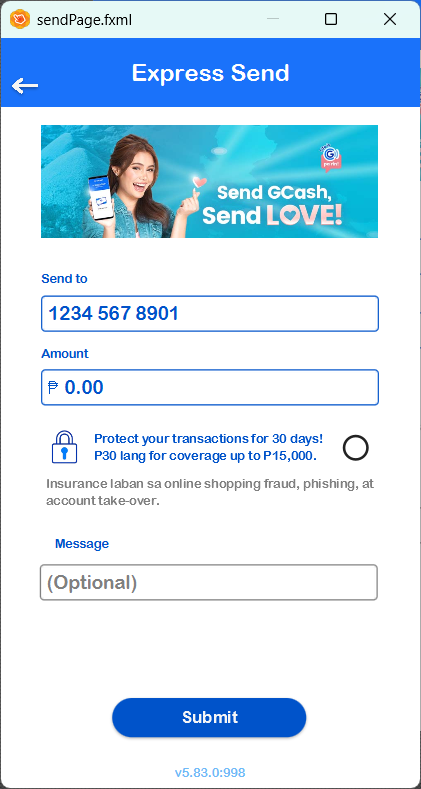 sendPage.fxml
Express Send
Send GCash,
Send LOVE!
Send to
1234 567 8901
Amount
₱ 0.00
Protect your transactions for 30 days!
P30 lang for coverage up to P15,000.
Insurance laban sa online shopping fraud, phishing, at
account take-over.
Message
(Optional)
Submit
v5.83.0:998